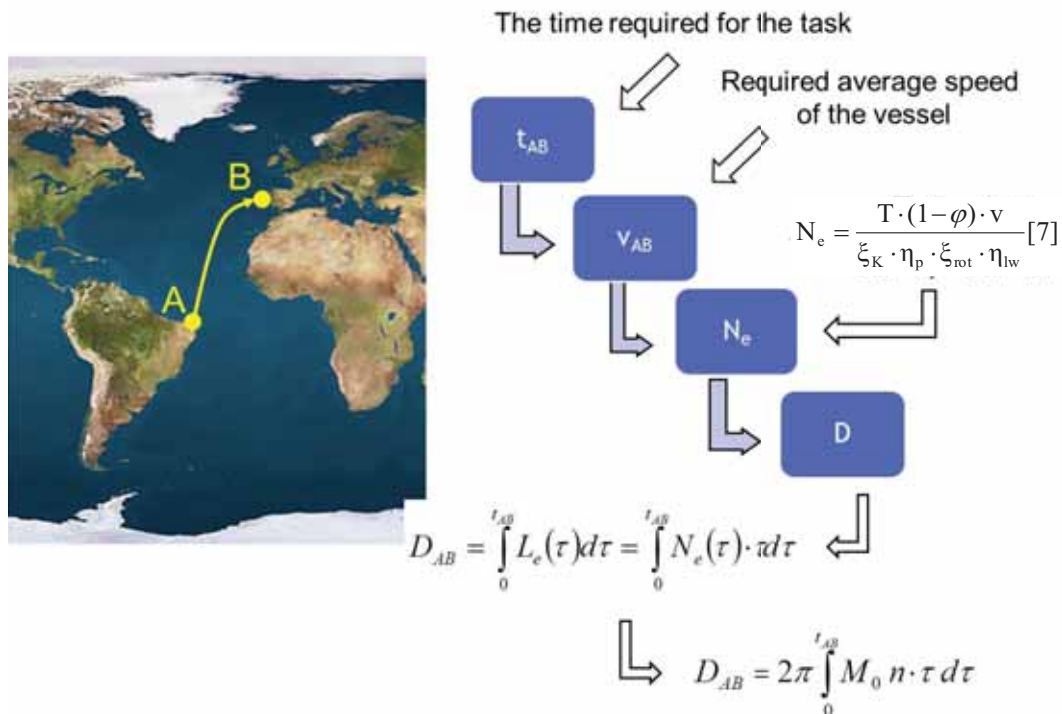 The time required for the task
Required average speed
of the vessel
t_AB
B
v_AB
N_e = T·(1−φ)·v / ξ_K·η_p·ξ_rot·η_lw [7]
A
N_e
D
D_AB = ∫_0^{t_AB} L_e(τ)dτ = ∫_0^{t_AB} N_e(τ)·τdτ
D_AB = 2π ∫_0^{t_AB} M_0 n·τ dτ